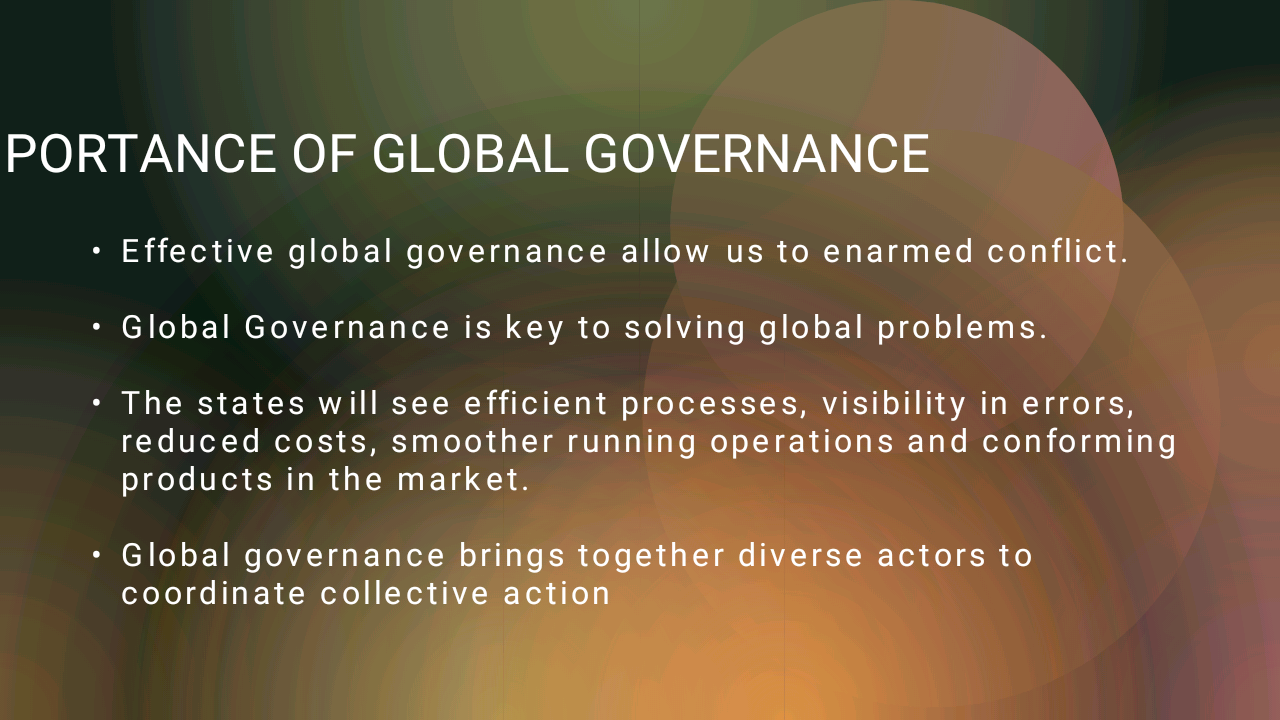 PORTANCE OF GLOBAL GOVERNANCE
• Effective global governance allow us to enarmed conflict.
• Global Governance is key to solving global problems.
• The states will see efficient processes, visibility in errors,
reduced costs, smoother running operations and conforming
products in the market.
• Global governance brings together diverse actors to
coordinate collective action